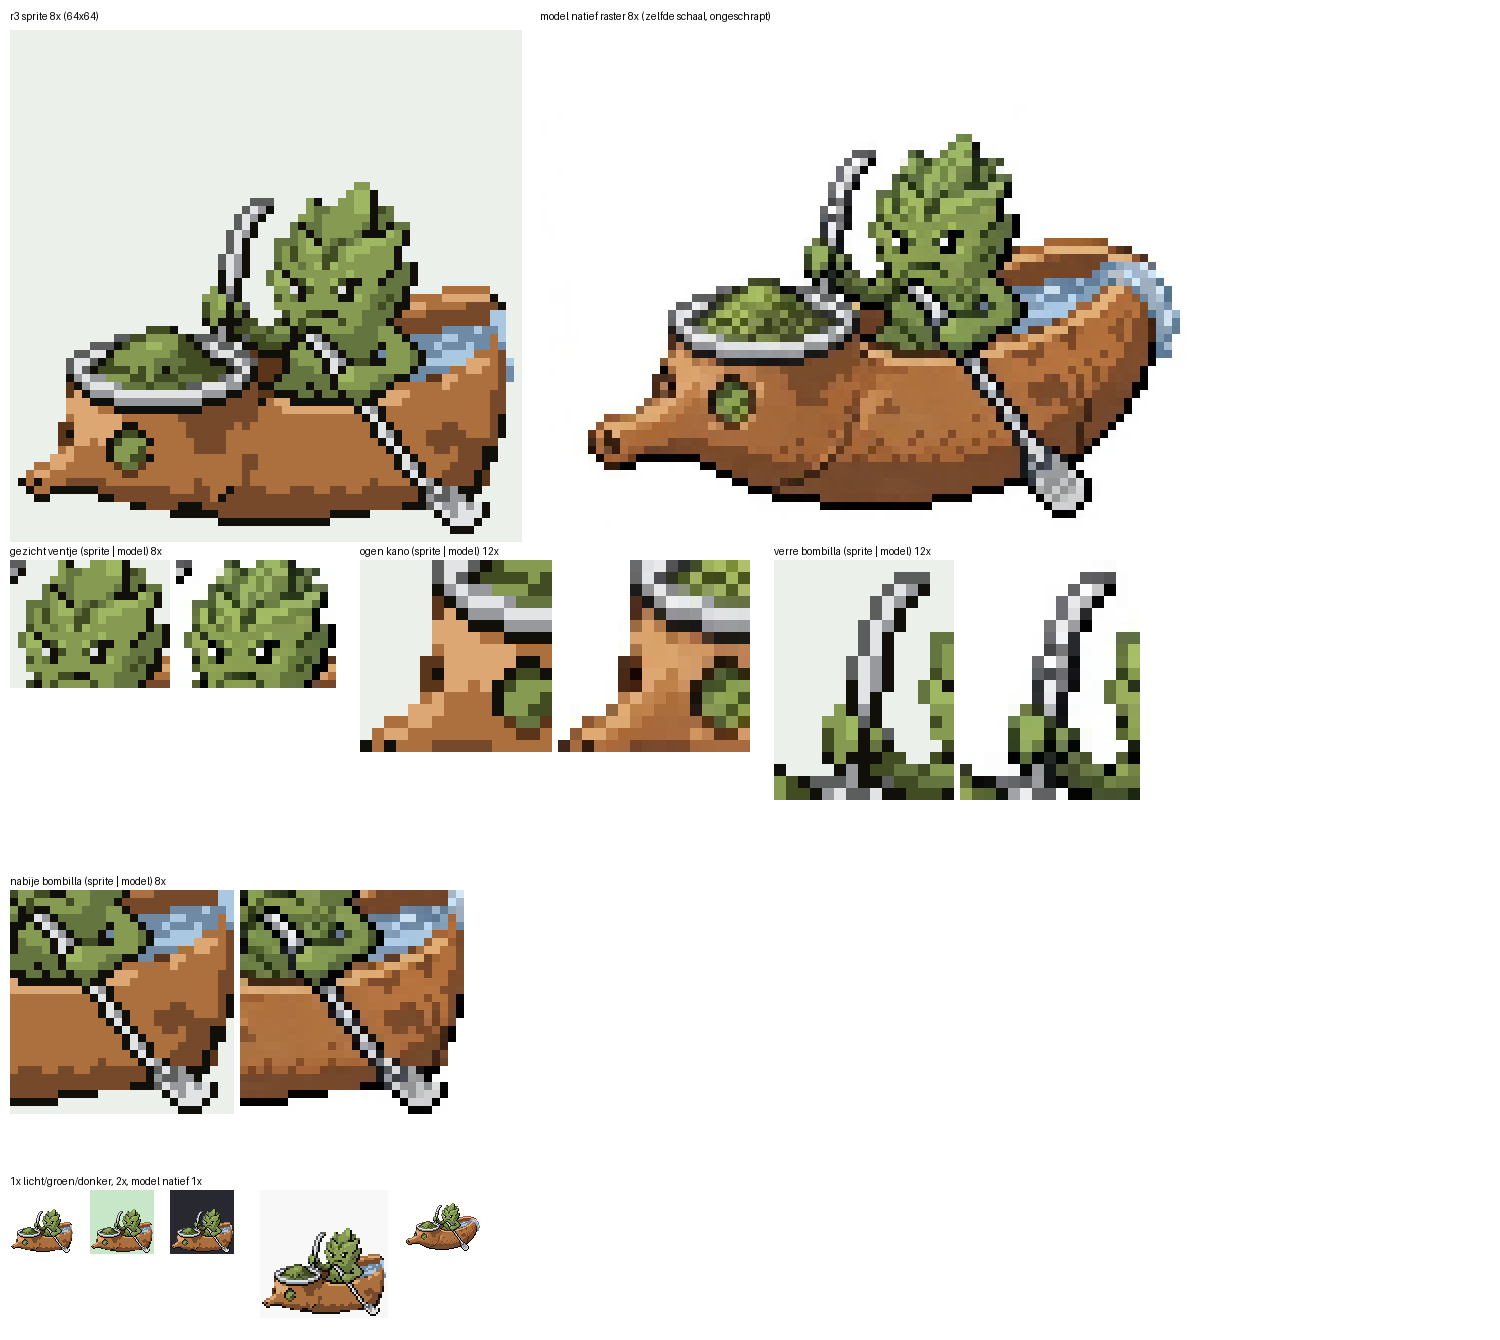 r3 sprite 8x (64x64)
model natief raster 8x (zelfde schaal, ongeschrapt)
gezicht ventje (sprite | model) 8x
ogen kano (sprite | model) 12x
verre bombilla (sprite | model) 12x
nabije bombilla (sprite | model) 8x
1x licht/groen/donker, 2x, model natief 1x